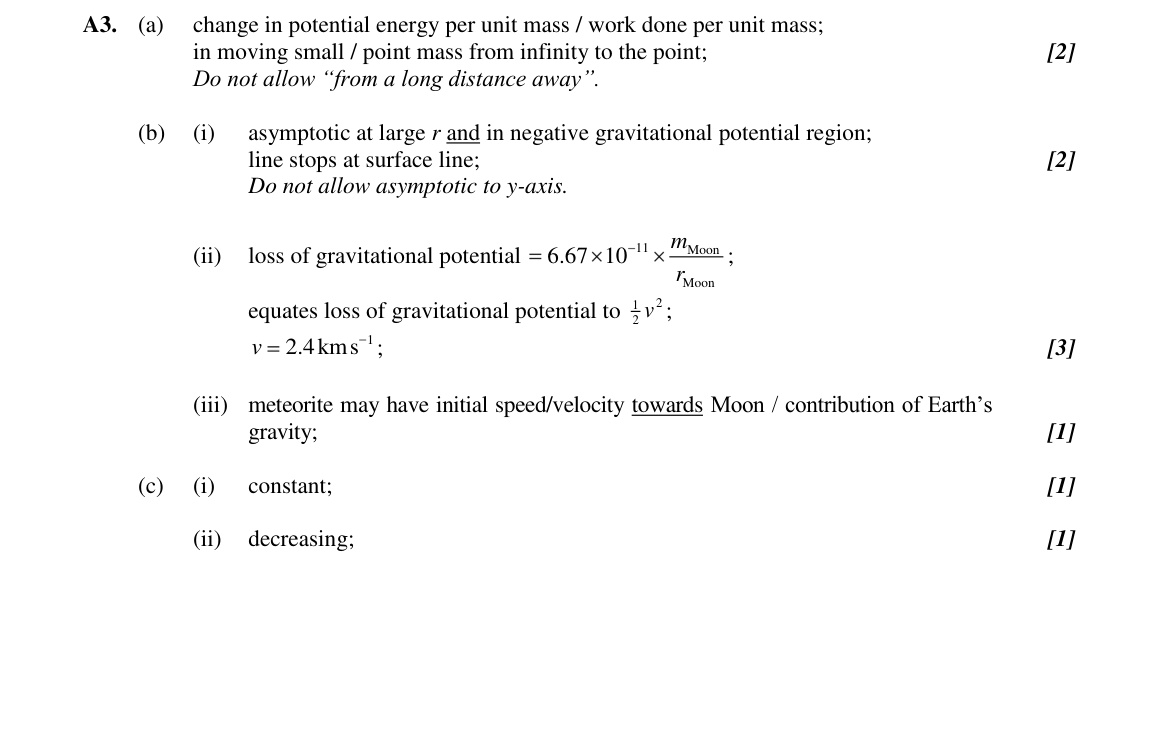 A3. (a) change in potential energy per unit mass / work done per unit mass;
in moving small / point mass from infinity to the point; [2]
Do not allow “from a long distance away”.
(b) (i) asymptotic at large r and in negative gravitational potential region;
line stops at surface line; [2]
Do not allow asymptotic to y-axis.
(ii) loss of gravitational potential = 6.67×10⁻¹¹ × m_Moon / r_Moon ;
equates loss of gravitational potential to ½v²;
v = 2.4 km s⁻¹; [3]
(iii) meteorite may have initial speed/velocity towards Moon / contribution of Earth’s
gravity; [1]
(c) (i) constant; [1]
(ii) decreasing; [1]